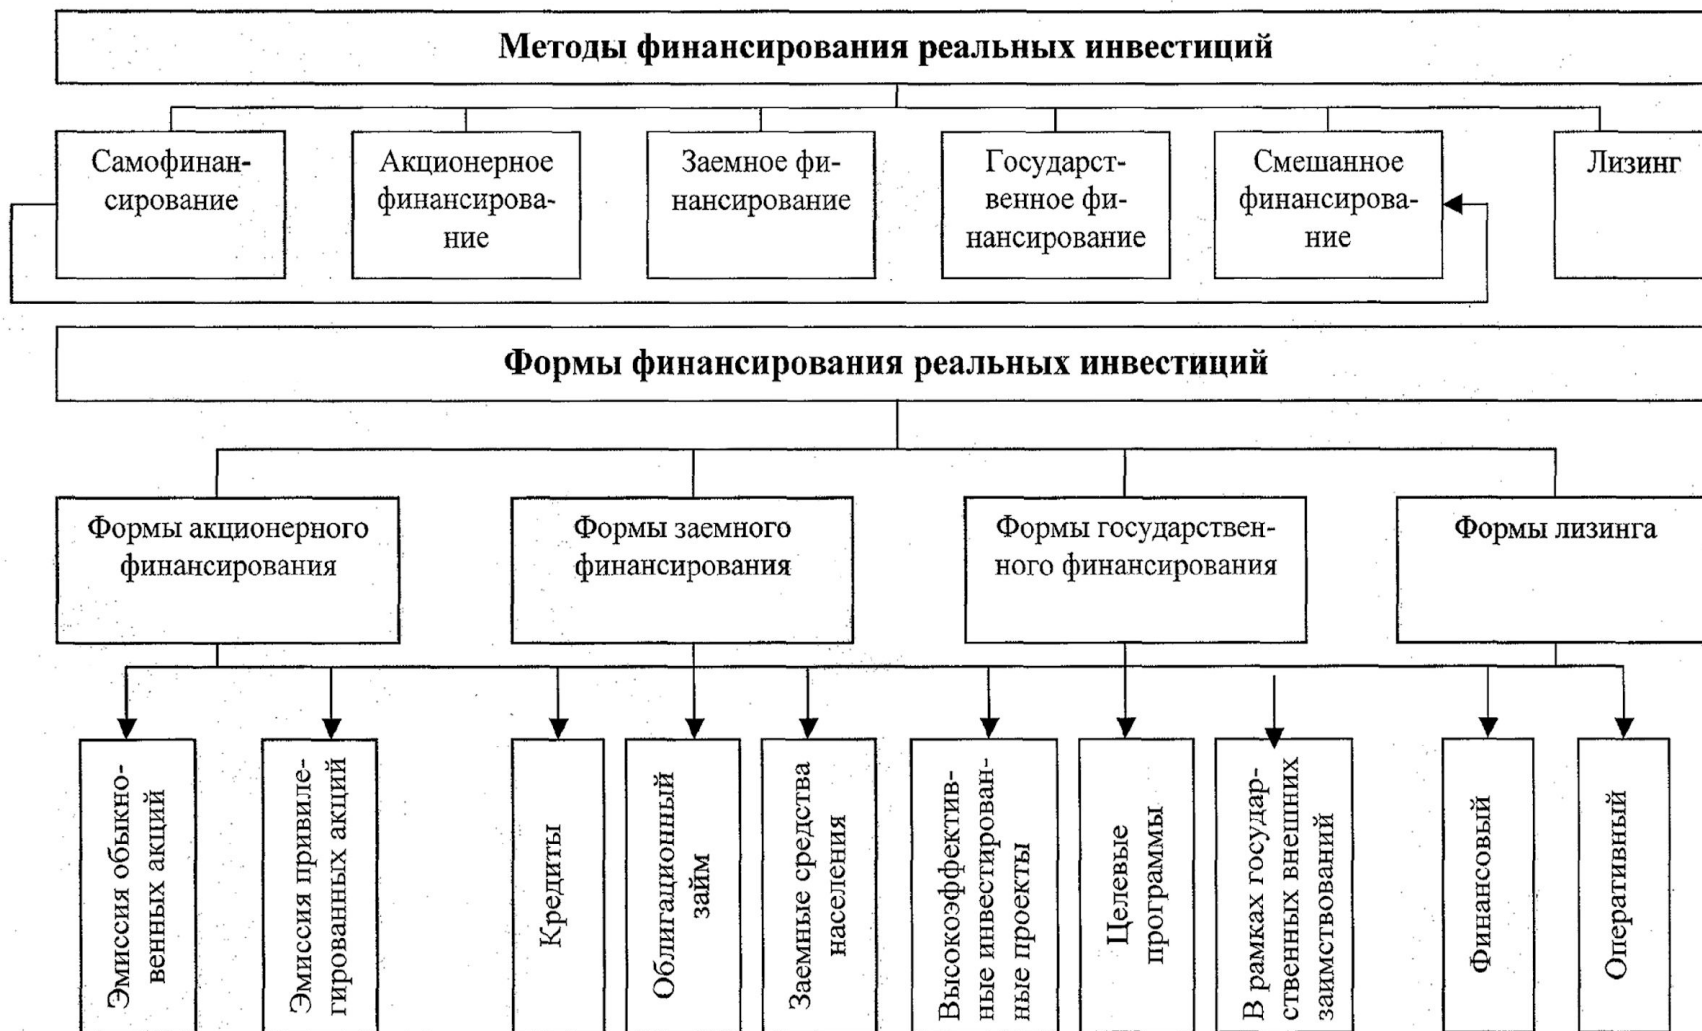 Методы финансирования реальных инвестиций
Самофинан-
сирование
Акционерное
финансирова-
ние
Заемное фи-
нансирование
Государст-
венное фи-
нансирование
Смешанное
финансирова-
ние
Лизинг
Формы финансирования реальных инвестиций
Формы акционерного
финансирования
Формы заемного
финансирования
Формы государствен-
ного финансирования
Формы лизинга
Эмиссия обыкно-
венных акций
Эмиссия привиле-
гированных акций
Кредиты
Облигационный
займ
Заемные средства
населения
Высокоэффектив-
ные инвестирован-
ные проекты
Целевые
программы
В рамках государ-
ственных внешних
заимствований
Финансовый
Оперативный